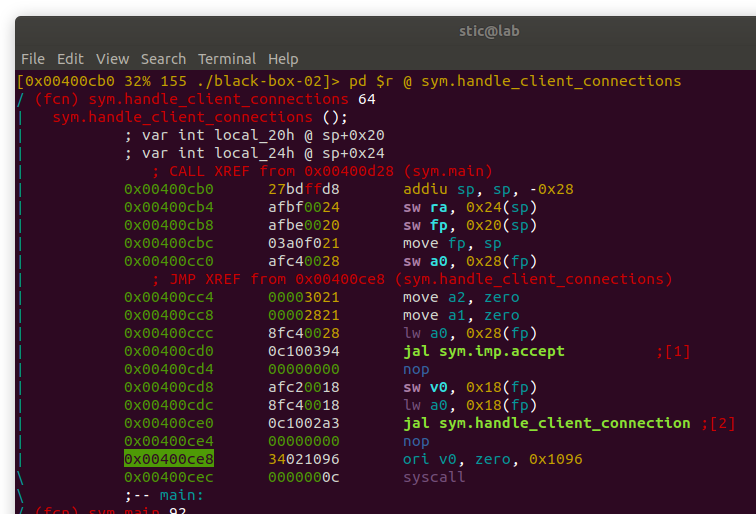 stic@lab
File Edit View Search Terminal Help
[0x00400cb0 32% 155 ./black-box-02]> pd $r @ sym.handle_client_connections
/ (fcn) sym.handle_client_connections 64
|   sym.handle_client_connections ();
|           ; var int local_20h @ sp+0x20
|           ; var int local_24h @ sp+0x24
|              ; CALL XREF from 0x00400d28 (sym.main)
|           0x00400cb0      27bdffd8       addiu sp, sp, -0x28
|           0x00400cb4      afbf0024       sw ra, 0x24(sp)
|           0x00400cb8      afbe0020       sw fp, 0x20(sp)
|           0x00400cbc      03a0f021       move fp, sp
|           0x00400cc0      afc40028       sw a0, 0x28(fp)
|              ; JMP XREF from 0x00400ce8 (sym.handle_client_connections)
|           0x00400cc4      00003021       move a2, zero
|           0x00400cc8      00002821       move a1, zero
|           0x00400ccc      8fc40028       lw a0, 0x28(fp)
|           0x00400cd0      0c100394       jal sym.imp.accept          ;[1]
|           0x00400cd4      00000000       nop
|           0x00400cd8      afc20018       sw v0, 0x18(fp)
|           0x00400cdc      8fc40018       lw a0, 0x18(fp)
|           0x00400ce0      0c1002a3       jal sym.handle_client_connection ;[2]
|           0x00400ce4      00000000       nop
|           0x00400ce8      34021096       ori v0, zero, 0x1096
\           0x00400cec      0000000c       syscall
\           ;-- main:
/ (fcn) sym.main 92